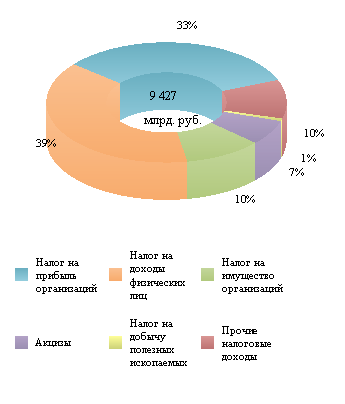 33%
9 427
млрд. руб.
39%
10%
1%
7%
10%
Налог на
прибыль
организаций
Налог на
доходы
физических
лиц
Налог на
имущество
организаций
Акцизы
Налог на
добычу
полезных
ископаемых
Прочие
налоговые
доходы